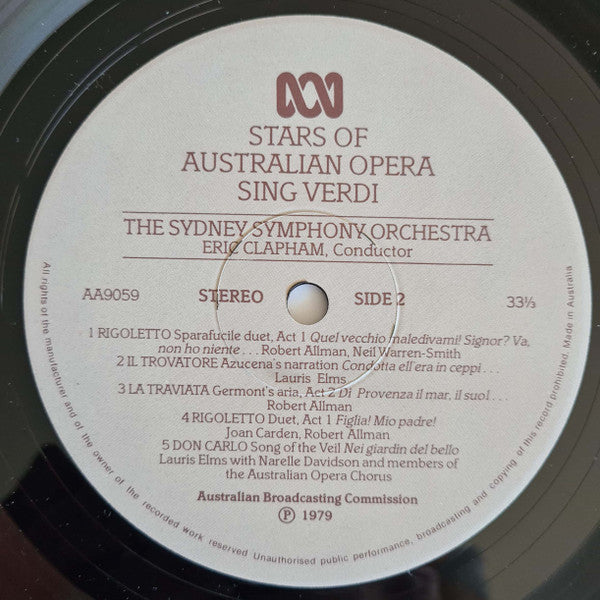 STARS OF
AUSTRALIAN OPERA
SING VERDI
THE SYDNEY SYMPHONY ORCHESTRA
ERIC CLAPHAM, Conductor
AA9059 STEREO SIDE 2 33⅓
1 RIGOLETTO Sparafucile duet, Act 1 Quel vecchio maledivami! Signor? Va,
non ho niente . . . Robert Allman, Neil Warren-Smith
2 IL TROVATORE Azucena's narration Condotta ell'era in ceppi . . .
Lauris Elms
3 LA TRAVIATA Germont's aria, Act 2 Di Provenza il mar, il suol . . .
Robert Allman
4 RIGOLETTO Duet, Act 1 Figlia! Mio padre!
Joan Carden, Robert Allman
5 DON CARLO Song of the Veil Nei giardin del bello
Lauris Elms with Narelle Davidson and members of
the Australian Opera Chorus
Australian Broadcasting Commission
Ⓟ 1979
All rights of the manufacturer and of the owner of the recorded work reserved Unauthorised public performance, broadcasting and copying of this record prohibited. Made in Australia